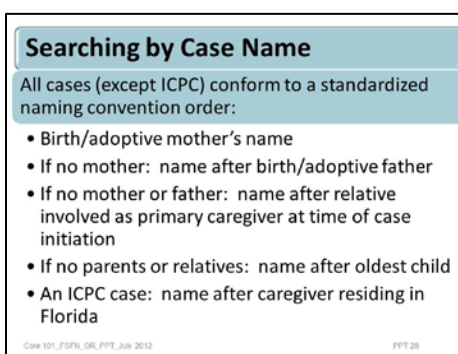 Searching by Case Name
All cases (except ICPC) conform to a standardized
naming convention order:
• Birth/adoptive mother's name
• If no mother: name after birth/adoptive father
• If no mother or father: name after relative
involved as primary caregiver at time of case
initiation
• If no parents or relatives: name after oldest child
• An ICPC case: name after caregiver residing in
Florida
Core 101_FSFN_OR_PPT_July 2012 PPT 28